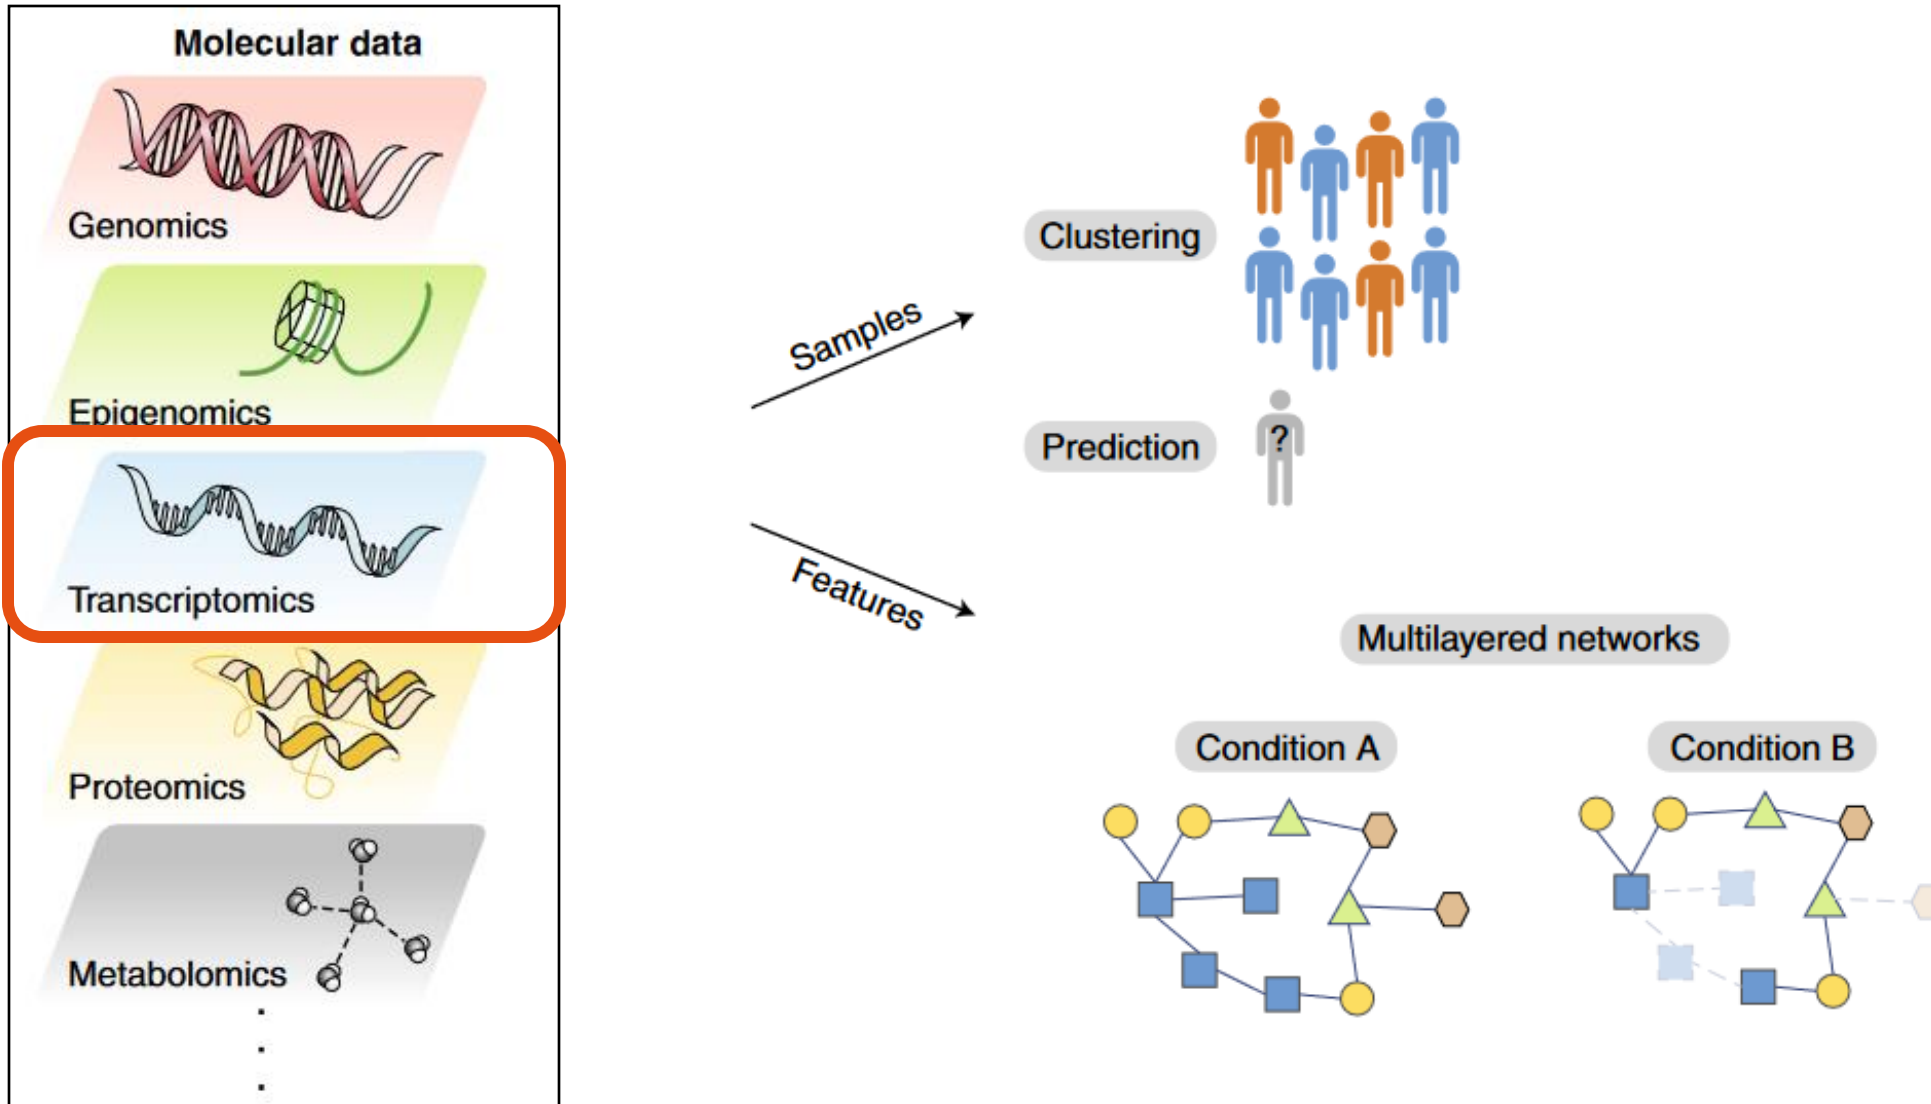 Molecular data
Genomics
Epigenomics
Transcriptomics
Proteomics
Metabolomics
Samples
Features
Clustering
Prediction
?
Multilayered networks
Condition A
Condition B